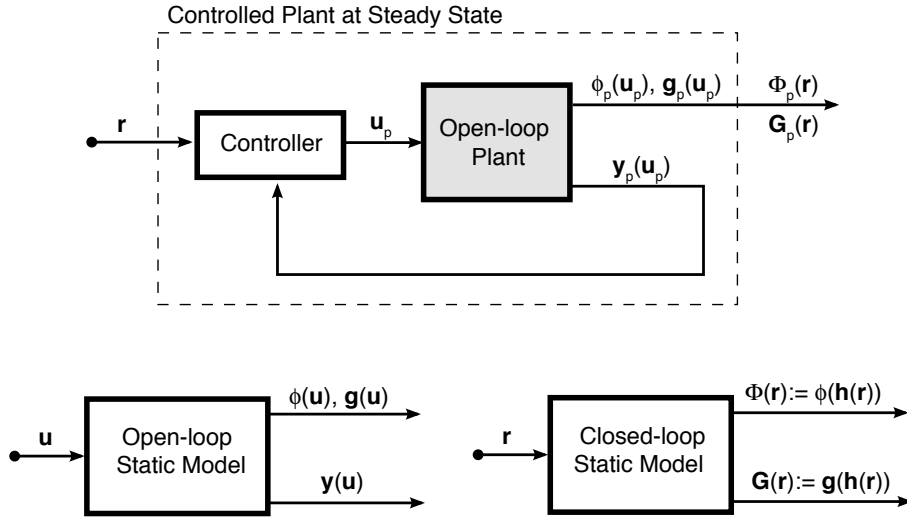 Controlled Plant at Steady State
r
Controller
u_p
Open-loop
Plant
ϕ_p(u_p), g_p(u_p)
Φ_p(r)
G_p(r)
y_p(u_p)
u
Open-loop
Static Model
ϕ(u), g(u)
y(u)
r
Closed-loop
Static Model
Φ(r):= ϕ(h(r))
G(r):= g(h(r))